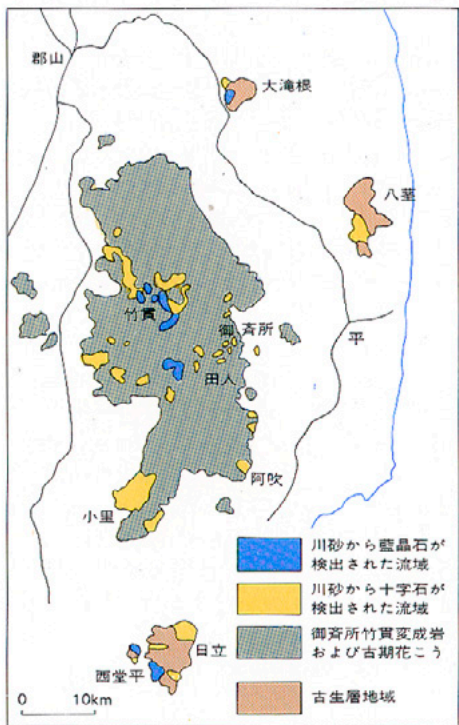 郡山
大滝根
八茎
竹貫
御斉所
平
田人
阿吹
小里
川砂から藍晶石が
検出された流域
川砂から十字石が
検出された流域
御斉所竹貫変成岩
および古期花こう
日立
西堂平
古生層地域
0 10km